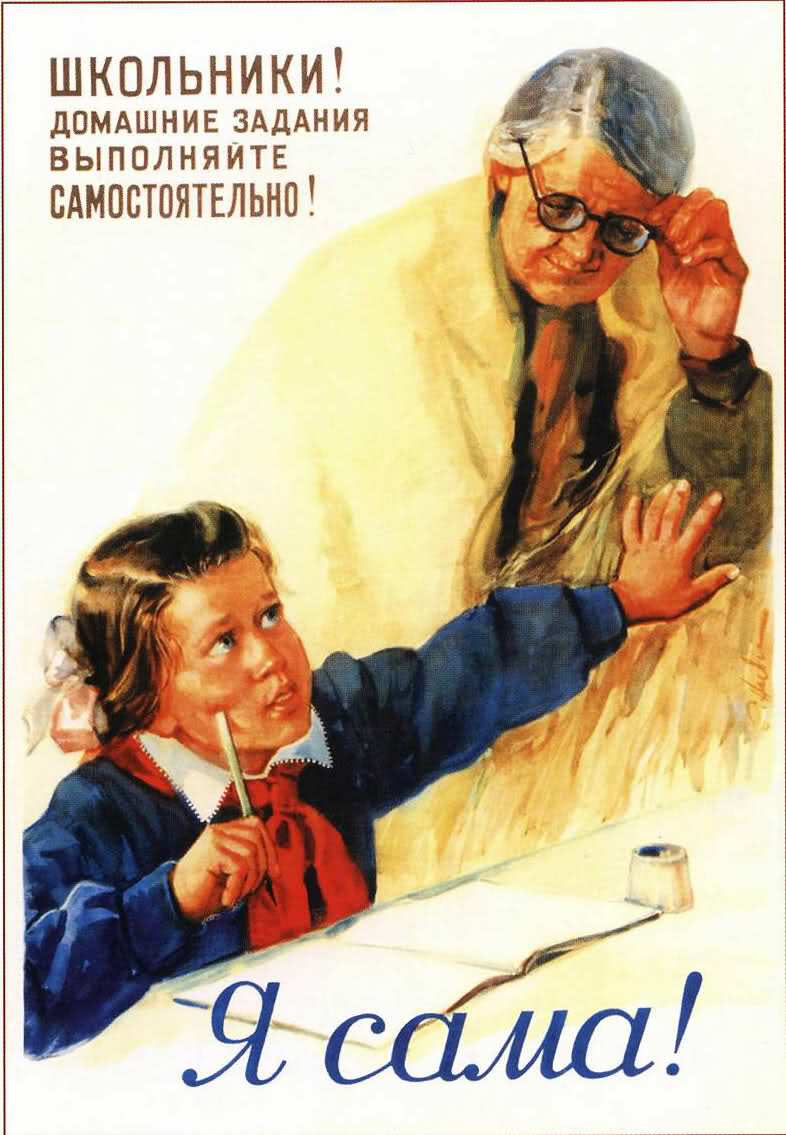 ШКОЛЬНИКИ!
ДОМАШНИЕ ЗАДАНИЯ
ВЫПОЛНЯЙТЕ
САМОСТОЯТЕЛЬНО!
Я сама!